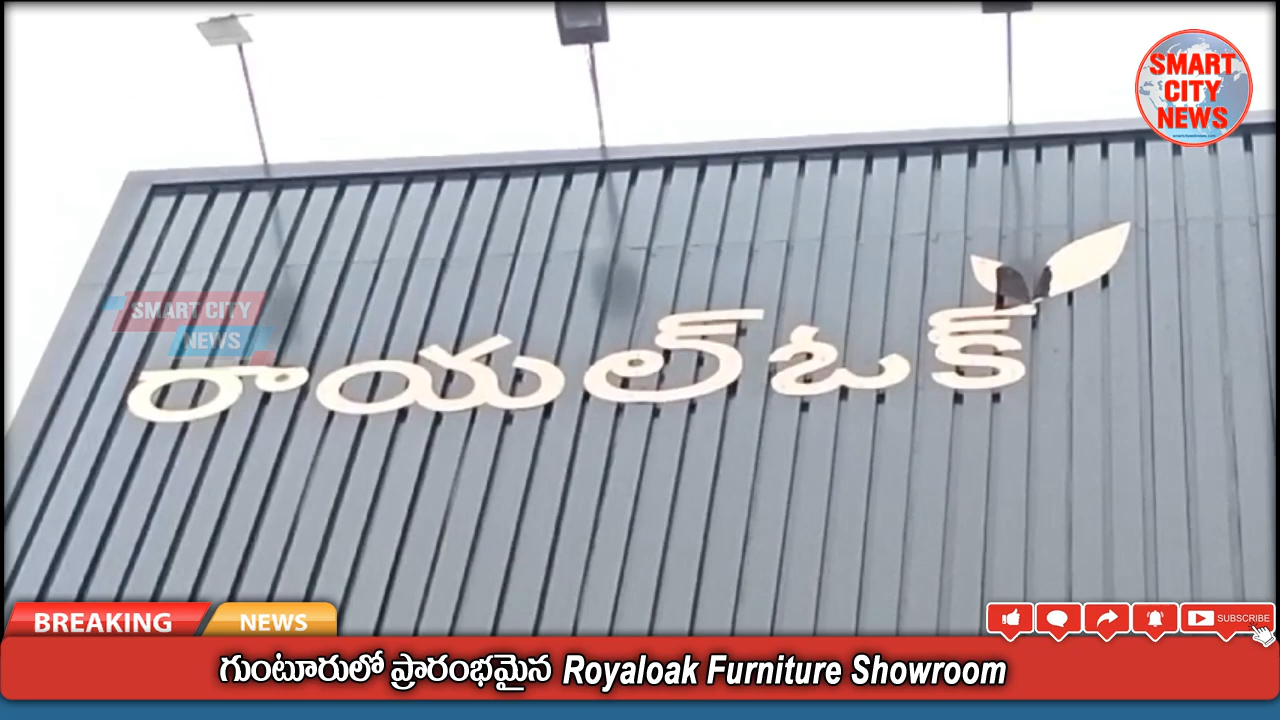 SMART
CITY
NEWS
SMART CITY
NEWS
రాయల్ఓక్
BREAKING NEWS
SUBSCRIBE
గుంటూరులో ప్రారంభమైన Royaloak Furniture Showroom